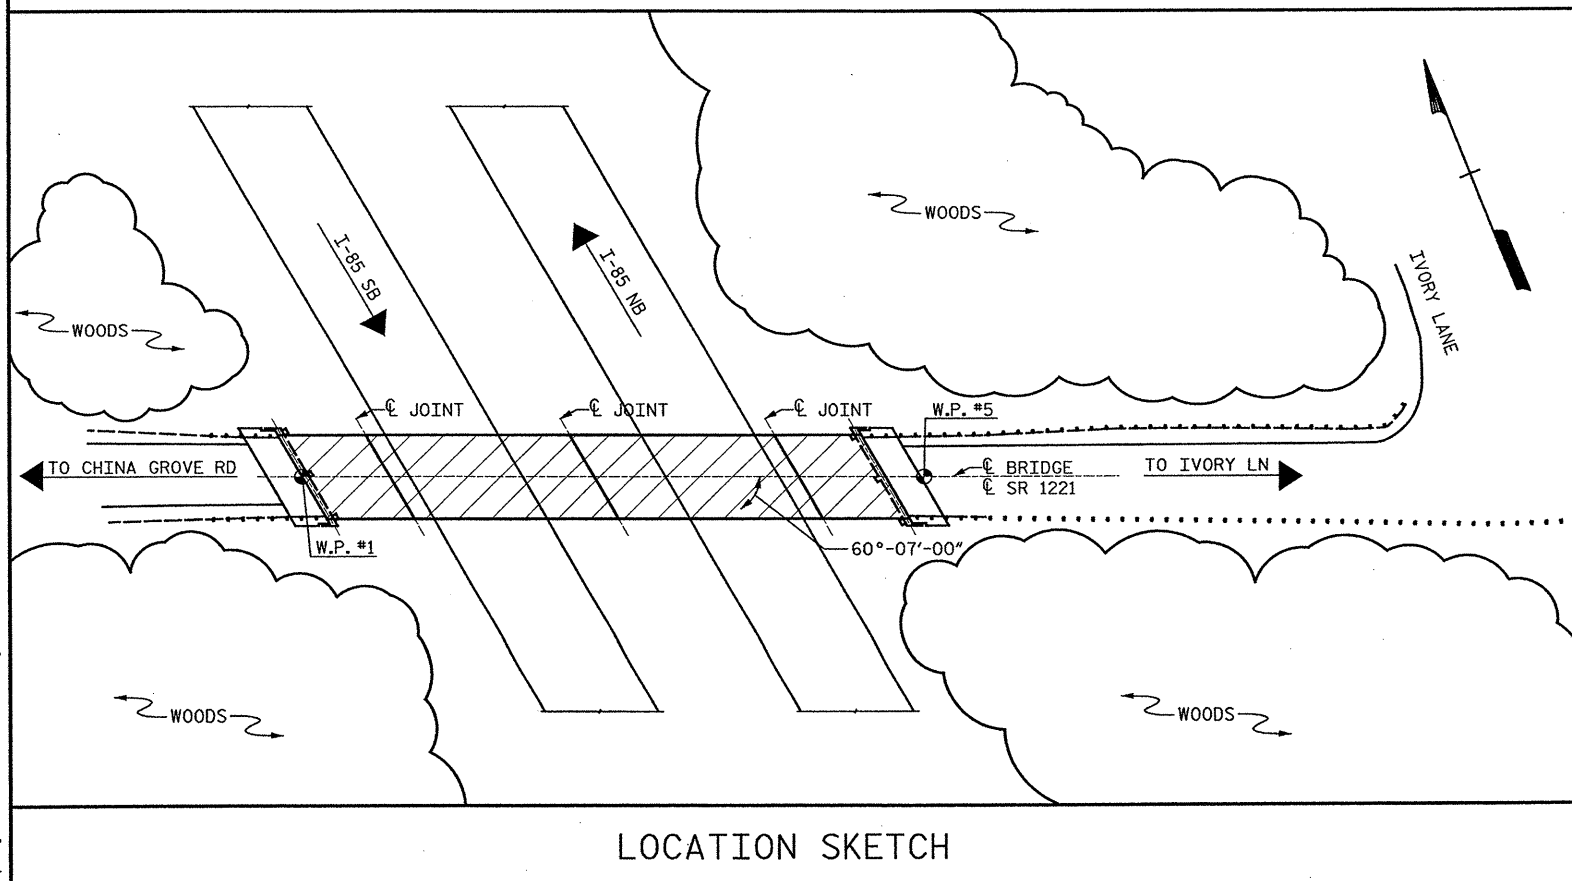 WOODS
I-85 SB
I-85 NB
IVORY LANE
WOODS
℄ JOINT
℄ JOINT
℄ JOINT
W.P. #5
TO CHINA GROVE RD
℄ BRIDGE
℄ SR 1221
TO IVORY LN
W.P. #1
60°-07'-00"
WOODS
WOODS
LOCATION SKETCH